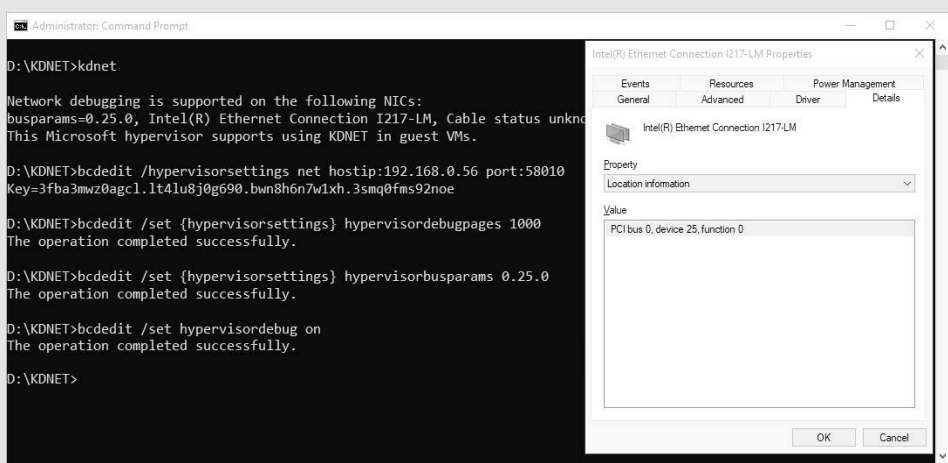 Administrator: Command Prompt
D:\KDNET>kdnet
Network debugging is supported on the following NICs:
busparams=0.25.0, Intel(R) Ethernet Connection I217-LM, Cable status unknc
This Microsoft hypervisor supports using KDNET in guest VMs.
D:\KDNET>bcdedit /hypervisorsettings net hostip:192.168.0.56 port:58010
Key=3fba3mwz0agcl.lt4lu8j0g690.bwn8h6n7w1xh.3smq0fms92noe
D:\KDNET>bcdedit /set {hypervisorsettings} hypervisordebugpages 1000
The operation completed successfully.
D:\KDNET>bcdedit /set {hypervisorsettings} hypervisorbusparams 0.25.0
The operation completed successfully.
D:\KDNET>bcdedit /set hypervisordebug on
The operation completed successfully.
D:\KDNET>
Intel(R) Ethernet Connection I217-LM Properties
Events Resources Power Management
General Advanced Driver Details
Intel(R) Ethernet Connection I217-LM
Property
Location information
Value
PCI bus 0, device 25, function 0
OK Cancel